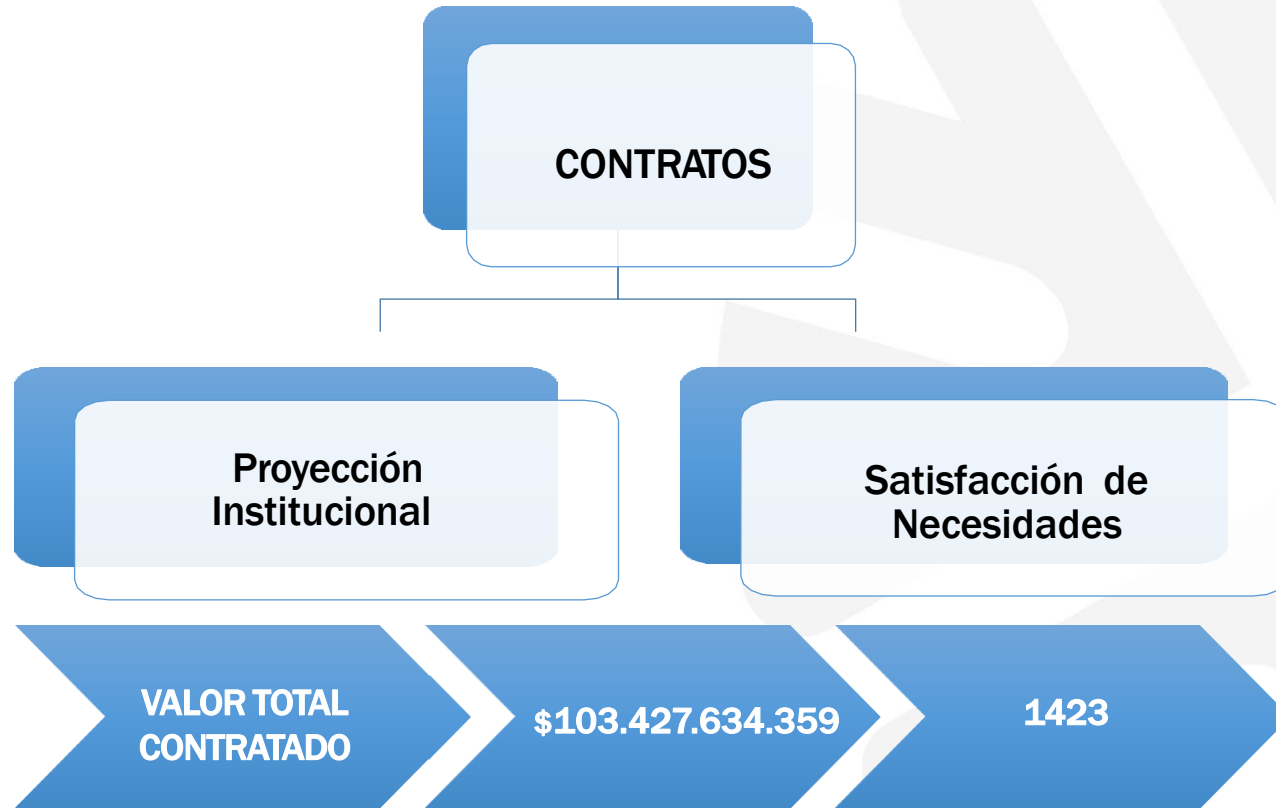 CONTRATOS
Proyección
Institucional
Satisfacción de
Necesidades
VALOR TOTAL
CONTRATADO
$103.427.634.359
1423